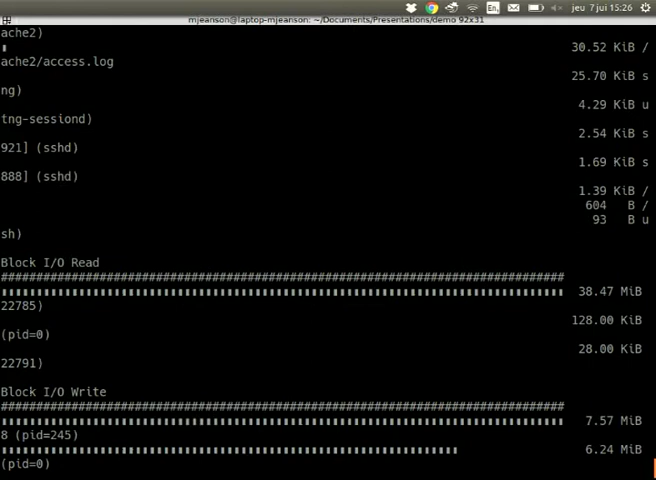 En
jeu 7 jui 15:26
mjeanson@laptop-mjeanson: ~/Documents/Presentations/demo 92x31
ache2)
30.52 KiB /
ache2/access.log
25.70 KiB s
ng)
4.29 KiB u
tng-sessiond)
2.54 KiB s
921] (sshd)
1.69 KiB s
888] (sshd)
1.39 KiB /
604 B /
93 B u
sh)
Block I/O Read
################################################################################
38.47 MiB
22785)
128.00 KiB
(pid=0)
28.00 KiB
22791)
Block I/O Write
################################################################################
7.57 MiB
8 (pid=245)
6.24 MiB
(pid=0)